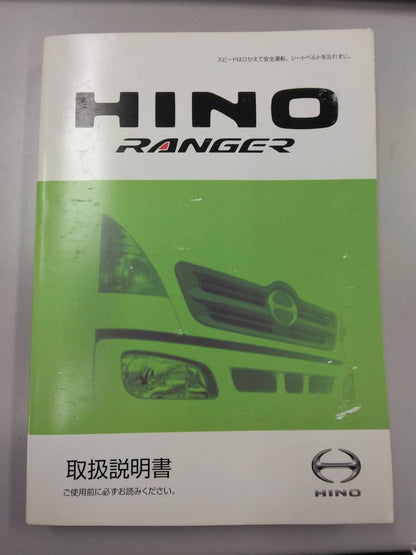 スピードはひかえて安全運転、シートベルトを忘れずに。
HINO
RANGER
取扱説明書
ご使用前に必ずお読みください。
HINO